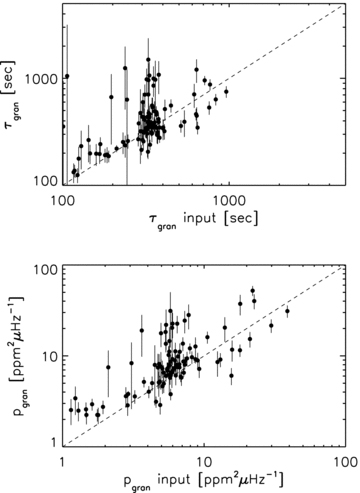 τgran [sec]
1000
100
100 1000
τgran input [sec]
pgran [ppm²μHz⁻¹]
100
10
1
1 10 100
pgran input [ppm²μHz⁻¹]